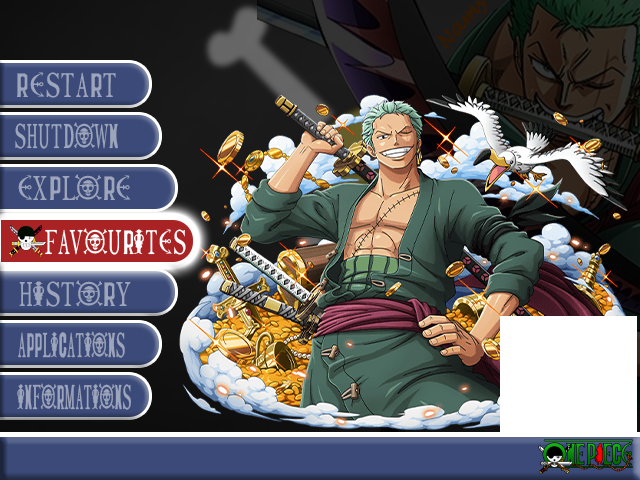 RESTART
SHUTDOWN
EXPLORE
FAVOURITES
HISTORY
APPLICATIONS
INFORMATIONS
ONE PIECE